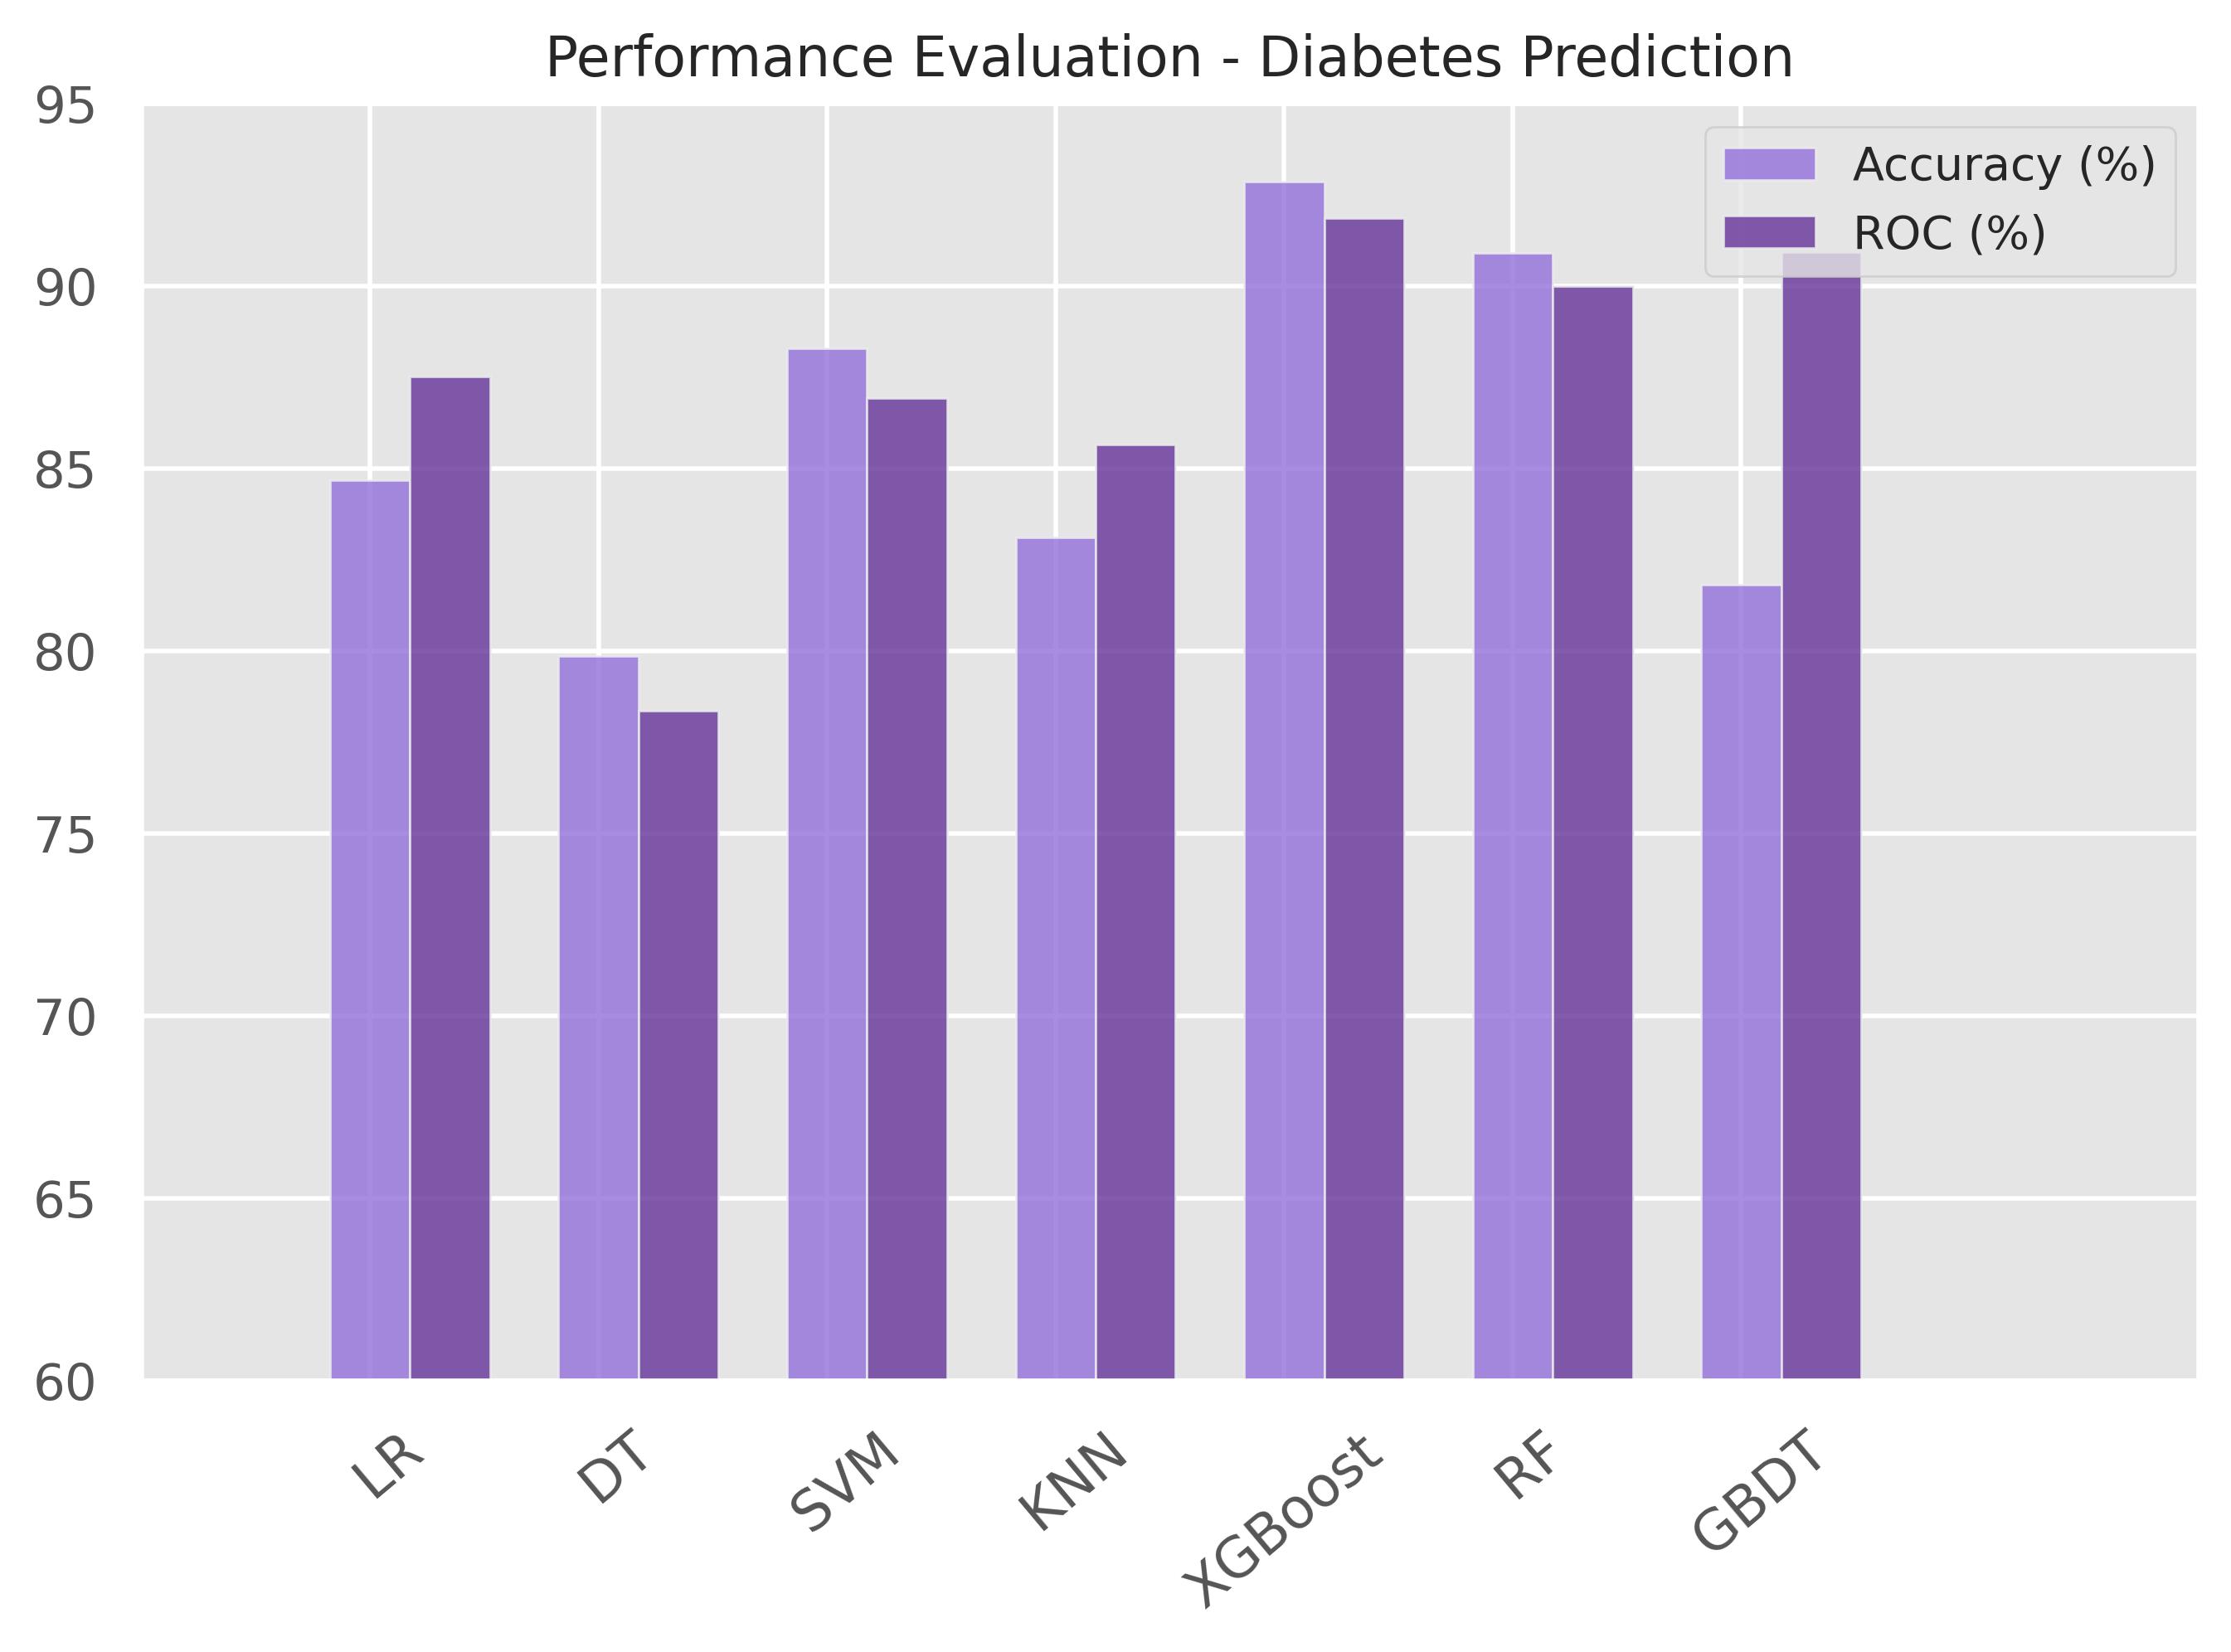 Performance Evaluation - Diabetes Prediction
95
90
85
80
75
70
65
60
Accuracy (%)
ROC (%)
LR
DT
SVM
KNN
XGBoost
RF
GBDT